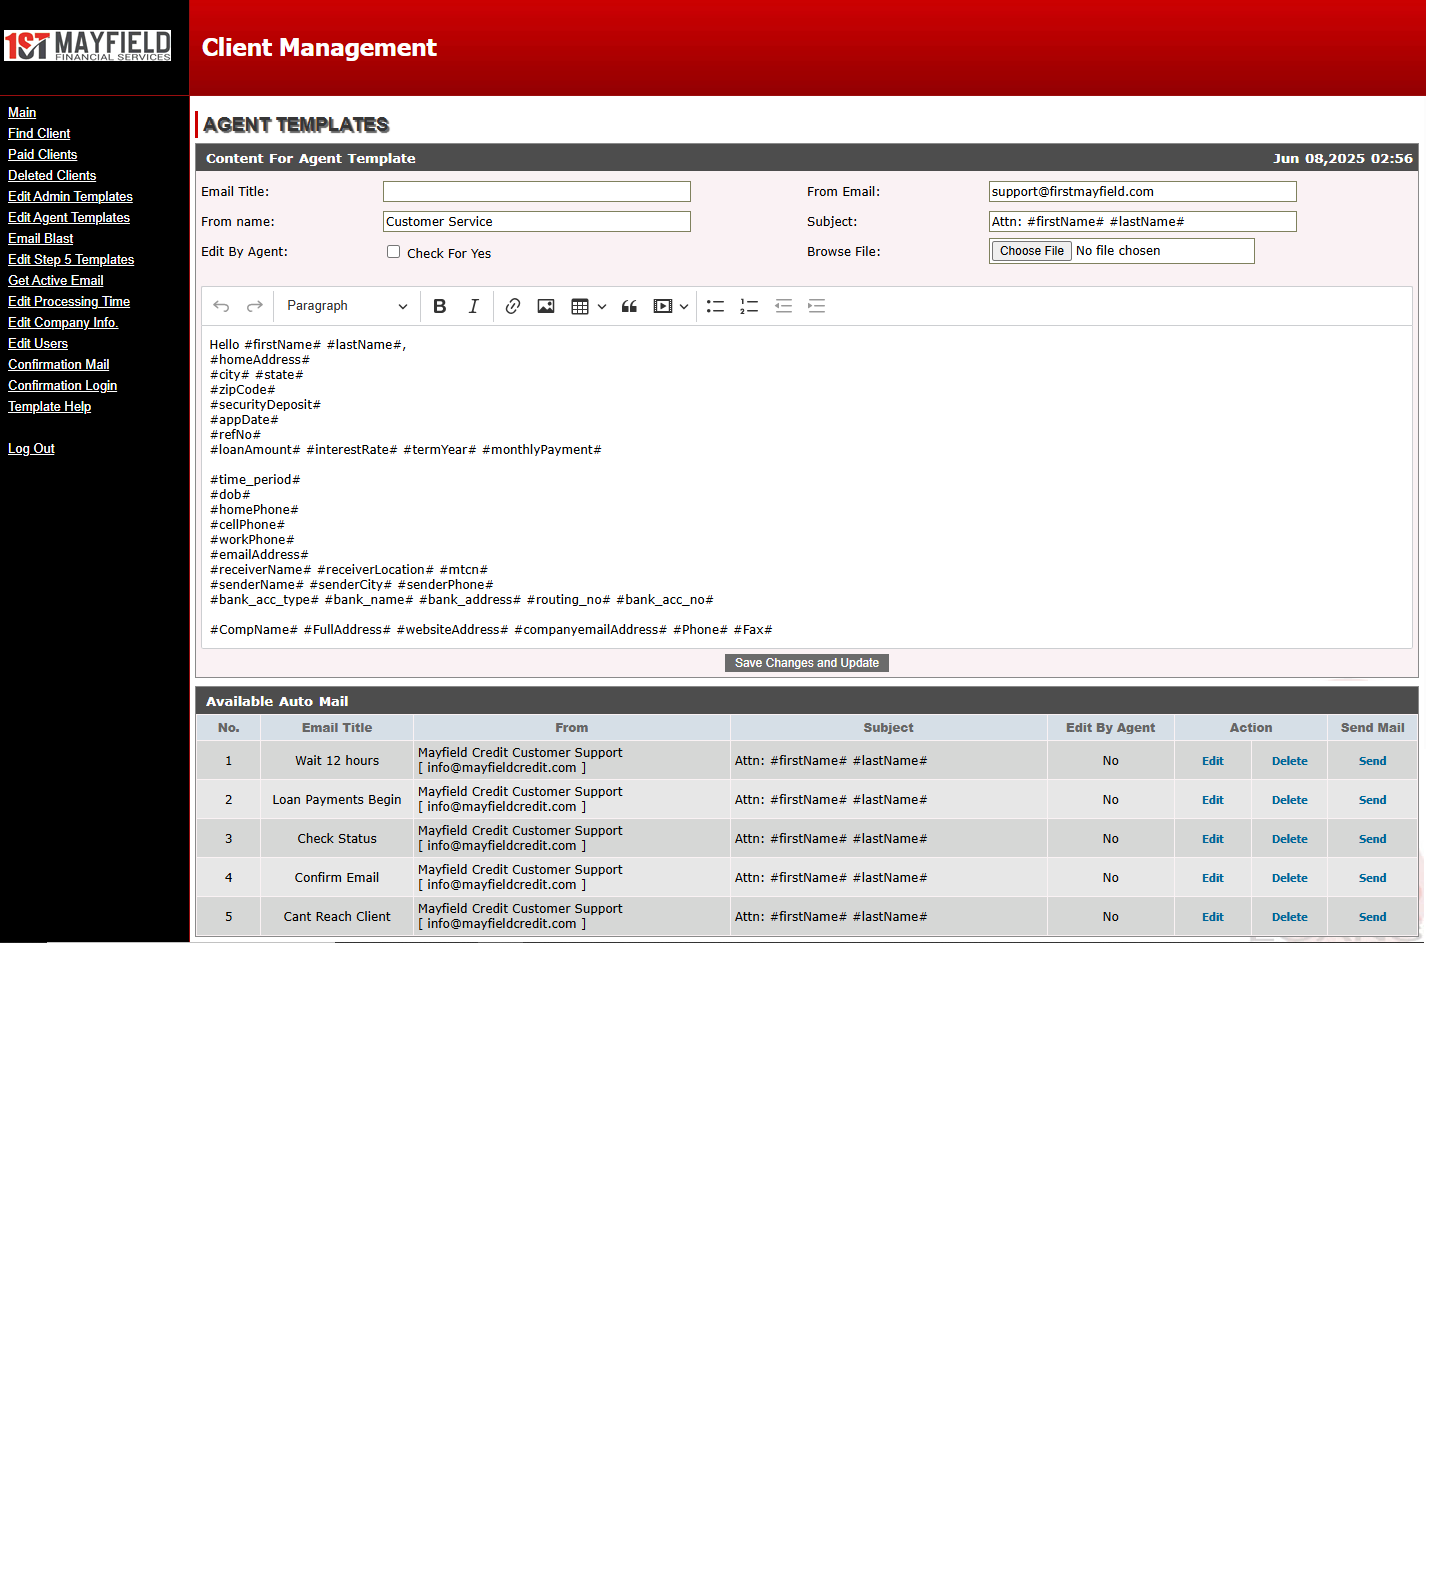 1ST MAYFIELD
FINANCIAL SERVICES
Client Management
Main
Find Client
Paid Clients
Deleted Clients
Edit Admin Templates
Edit Agent Templates
Email Blast
Edit Step 5 Templates
Get Active Email
Edit Processing Time
Edit Company Info.
Edit Users
Confirmation Mail
Confirmation Login
Template Help
Log Out
AGENT TEMPLATES
Content For Agent Template Jun 08,2025 02:56
Email Title: From Email: support@firstmayfield.com
From name: Customer Service Subject: Attn: #firstName# #lastName#
Edit By Agent: Check For Yes Browse File: Choose File No file chosen
Paragraph
Hello #firstName# #lastName#,
#homeAddress#
#city# #state#
#zipCode#
#securityDeposit#
#appDate#
#refNo#
#loanAmount# #interestRate# #termYear# #monthlyPayment#
#time_period#
#dob#
#homePhone#
#cellPhone#
#workPhone#
#emailAddress#
#receiverName# #receiverLocation# #mtcn#
#senderName# #senderCity# #senderPhone#
#bank_acc_type# #bank_name# #bank_address# #routing_no# #bank_acc_no#
#CompName# #FullAddress# #websiteAddress# #companyemailAddress# #Phone# #Fax#
Save Changes and Update
Available Auto Mail
No. Email Title From Subject Edit By Agent Action Send Mail
1 Wait 12 hours Mayfield Credit Customer Support [ info@mayfieldcredit.com ] Attn: #firstName# #lastName# No Edit Delete Send
2 Loan Payments Begin Mayfield Credit Customer Support [ info@mayfieldcredit.com ] Attn: #firstName# #lastName# No Edit Delete Send
3 Check Status Mayfield Credit Customer Support [ info@mayfieldcredit.com ] Attn: #firstName# #lastName# No Edit Delete Send
4 Confirm Email Mayfield Credit Customer Support [ info@mayfieldcredit.com ] Attn: #firstName# #lastName# No Edit Delete Send
5 Cant Reach Client Mayfield Credit Customer Support [ info@mayfieldcredit.com ] Attn: #firstName# #lastName# No Edit Delete Send